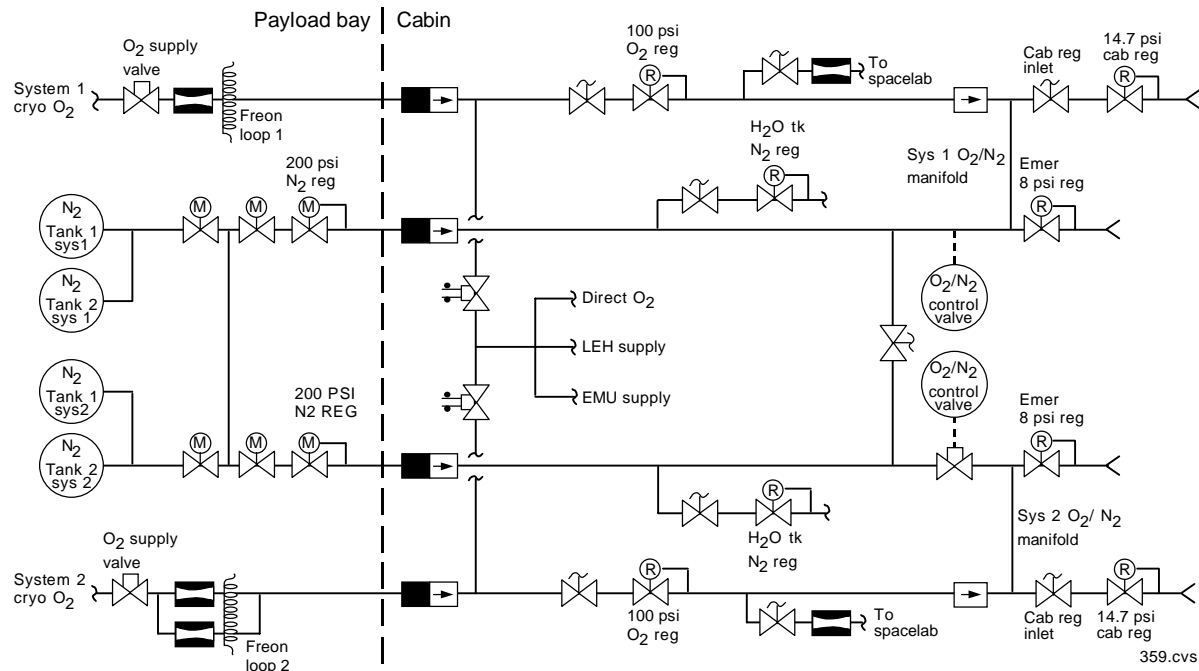 Payload bay
Cabin
O2 supply
valve
System 1
cryo O2
Freon
loop 1
100 psi
O2 reg
R
To
spacelab
Cab reg
inlet
14.7 psi
cab reg
R
200 psi
N2 reg
H2O tk
N2 reg
R
Sys 1 O2/N2
manifold
Emer
8 psi reg
R
N2
Tank 1
sys1
M
M
M
N2
Tank 2
sys 1
O2/N2
control
valve
Direct O2
LEH supply
EMU supply
N2
Tank 1
sys2
200 PSI
N2 REG
O2/N2
control
valve
Emer
8 psi reg
R
N2
Tank 2
sys 2
M
M
M
R
H2O tk
N2 reg
Sys 2 O2/ N2
manifold
O2 supply
valve
System 2
cryo O2
Freon
loop 2
R
100 psi
O2 reg
To
spacelab
Cab reg
inlet
R
14.7 psi
cab reg
359.cvs